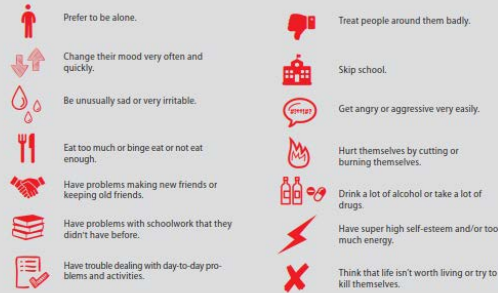 Prefer to be alone.
Change their mood very often and
quickly.
Be unusually sad or very irritable.
Eat too much or binge eat or not eat
enough.
Have problems making new friends or
keeping old friends.
Have problems with schoolwork that they
didn't have before.
Have trouble dealing with day-to-day pro-
blems and activities.
Treat people around them badly.
Skip school.
Get angry or aggressive very easily.
Hurt themselves by cutting or
burning themselves.
Drink a lot of alcohol or take a lot of
drugs.
Have super high self-esteem and/or too
much energy.
Think that life isn't worth living or try to
kill themselves.